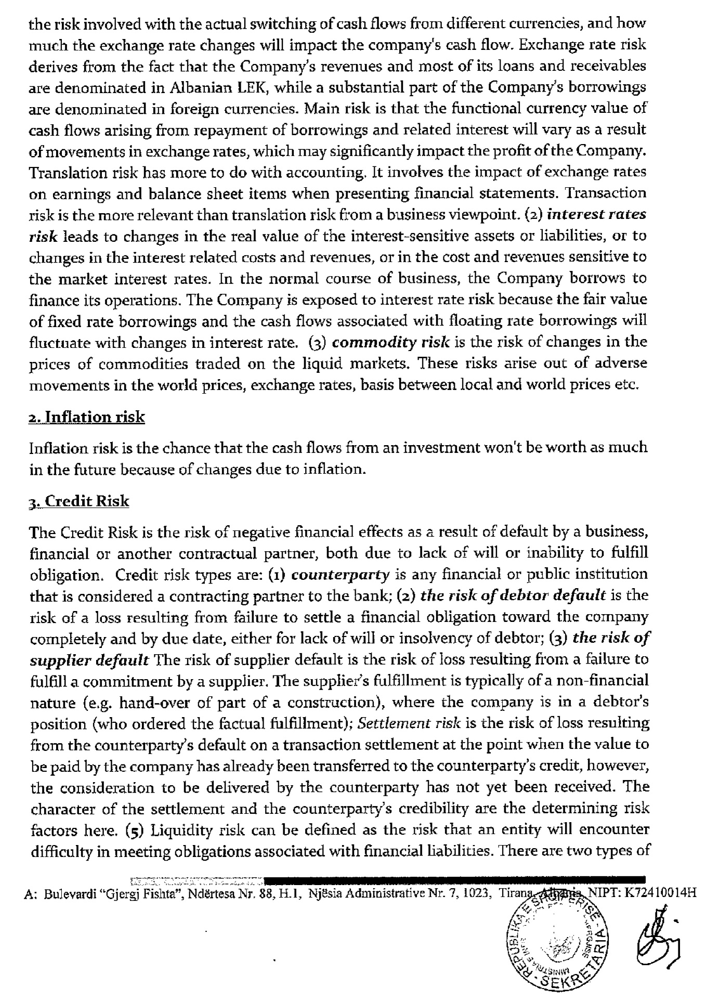 the risk involved with the actual switching of cash flows from different currencies, and how
much the exchange rate changes will impact the company's cash flow. Exchange rate risk
derives from the fact that the Company's revenues and most of its loans and receivables
are denominated in Albanian LEK, while a substantial part of the Company's borrowings
are denominated in foreign currencies. Main risk is that the functional currency value of
cash flows arising from repayment of borrowings and related interest will vary as a result
of movements in exchange rates, which may significantly impact the profit of the Company.
Translation risk has more to do with accounting. It involves the impact of exchange rates
on earnings and balance sheet items when presenting financial statements. Transaction
risk is the more relevant than translation risk from a business viewpoint. (2) interest rates
risk leads to changes in the real value of the interest-sensitive assets or liabilities, or to
changes in the interest related costs and revenues, or in the cost and revenues sensitive to
the market interest rates. In the normal course of business, the Company borrows to
finance its operations. The Company is exposed to interest rate risk because the fair value
of fixed rate borrowings and the cash flows associated with floating rate borrowings will
fluctuate with changes in interest rate. (3) commodity risk is the risk of changes in the
prices of commodities traded on the liquid markets. These risks arise out of adverse
movements in the world prices, exchange rates, basis between local and world prices etc.
2. Inflation risk
Inflation risk is the chance that the cash flows from an investment won't be worth as much
in the future because of changes due to inflation.
3. Credit Risk
The Credit Risk is the risk of negative financial effects as a result of default by a business,
financial or another contractual partner, both due to lack of will or inability to fulfill
obligation. Credit risk types are: (1) counterparty is any financial or public institution
that is considered a contracting partner to the bank; (2) the risk of debtor default is the
risk of a loss resulting from failure to settle a financial obligation toward the company
completely and by due date, either for lack of will or insolvency of debtor; (3) the risk of
supplier default The risk of supplier default is the risk of loss resulting from a failure to
fulfill a commitment by a supplier. The supplier's fulfillment is typically of a non-financial
nature (e.g. hand-over of part of a construction), where the company is in a debtor's
position (who ordered the factual fulfillment); Settlement risk is the risk of loss resulting
from the counterparty's default on a transaction settlement at the point when the value to
be paid by the company has already been transferred to the counterparty's credit, however,
the consideration to be delivered by the counterparty has not yet been received. The
character of the settlement and the counterparty's credibility are the determining risk
factors here. (5) Liquidity risk can be defined as the risk that an entity will encounter
difficulty in meeting obligations associated with financial liabilities. There are two types of
A: Bulevardi “Gjergj Fishta”, Ndërtesa Nr. 88, H.1, Njësia Administrative Nr. 7, 1023, Tirana, Albania, NIPT: K72410014H
REPUBLIKA E SHQIPERISË - SEKRETARIA -
MINISTRIA E